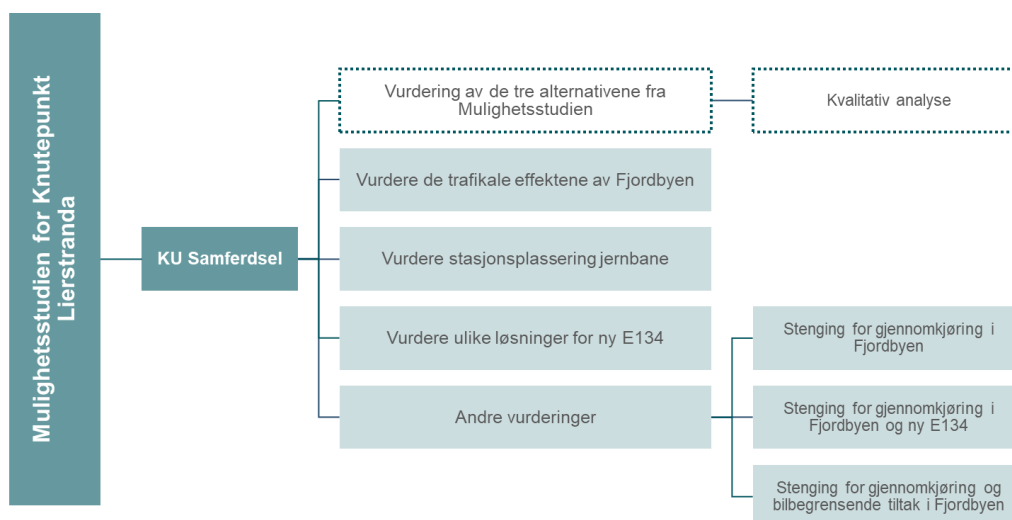 Mulighetsstudien for Knutepunkt
Lierstranda
KU Samferdsel
Vurdering av de tre alternativene fra
Mulighetsstudien
Kvalitativ analyse
Vurdere de trafikale effektene av Fjordbyen
Vurdere stasjonsplassering jernbane
Vurdere ulike løsninger for ny E134
Andre vurderinger
Stenging for gjennomkjøring i
Fjordbyen
Stenging for gjennomkjøring i
Fjordbyen og ny E134
Stenging for gjennomkjøring og
bilbegrensende tiltak i Fjordbyen